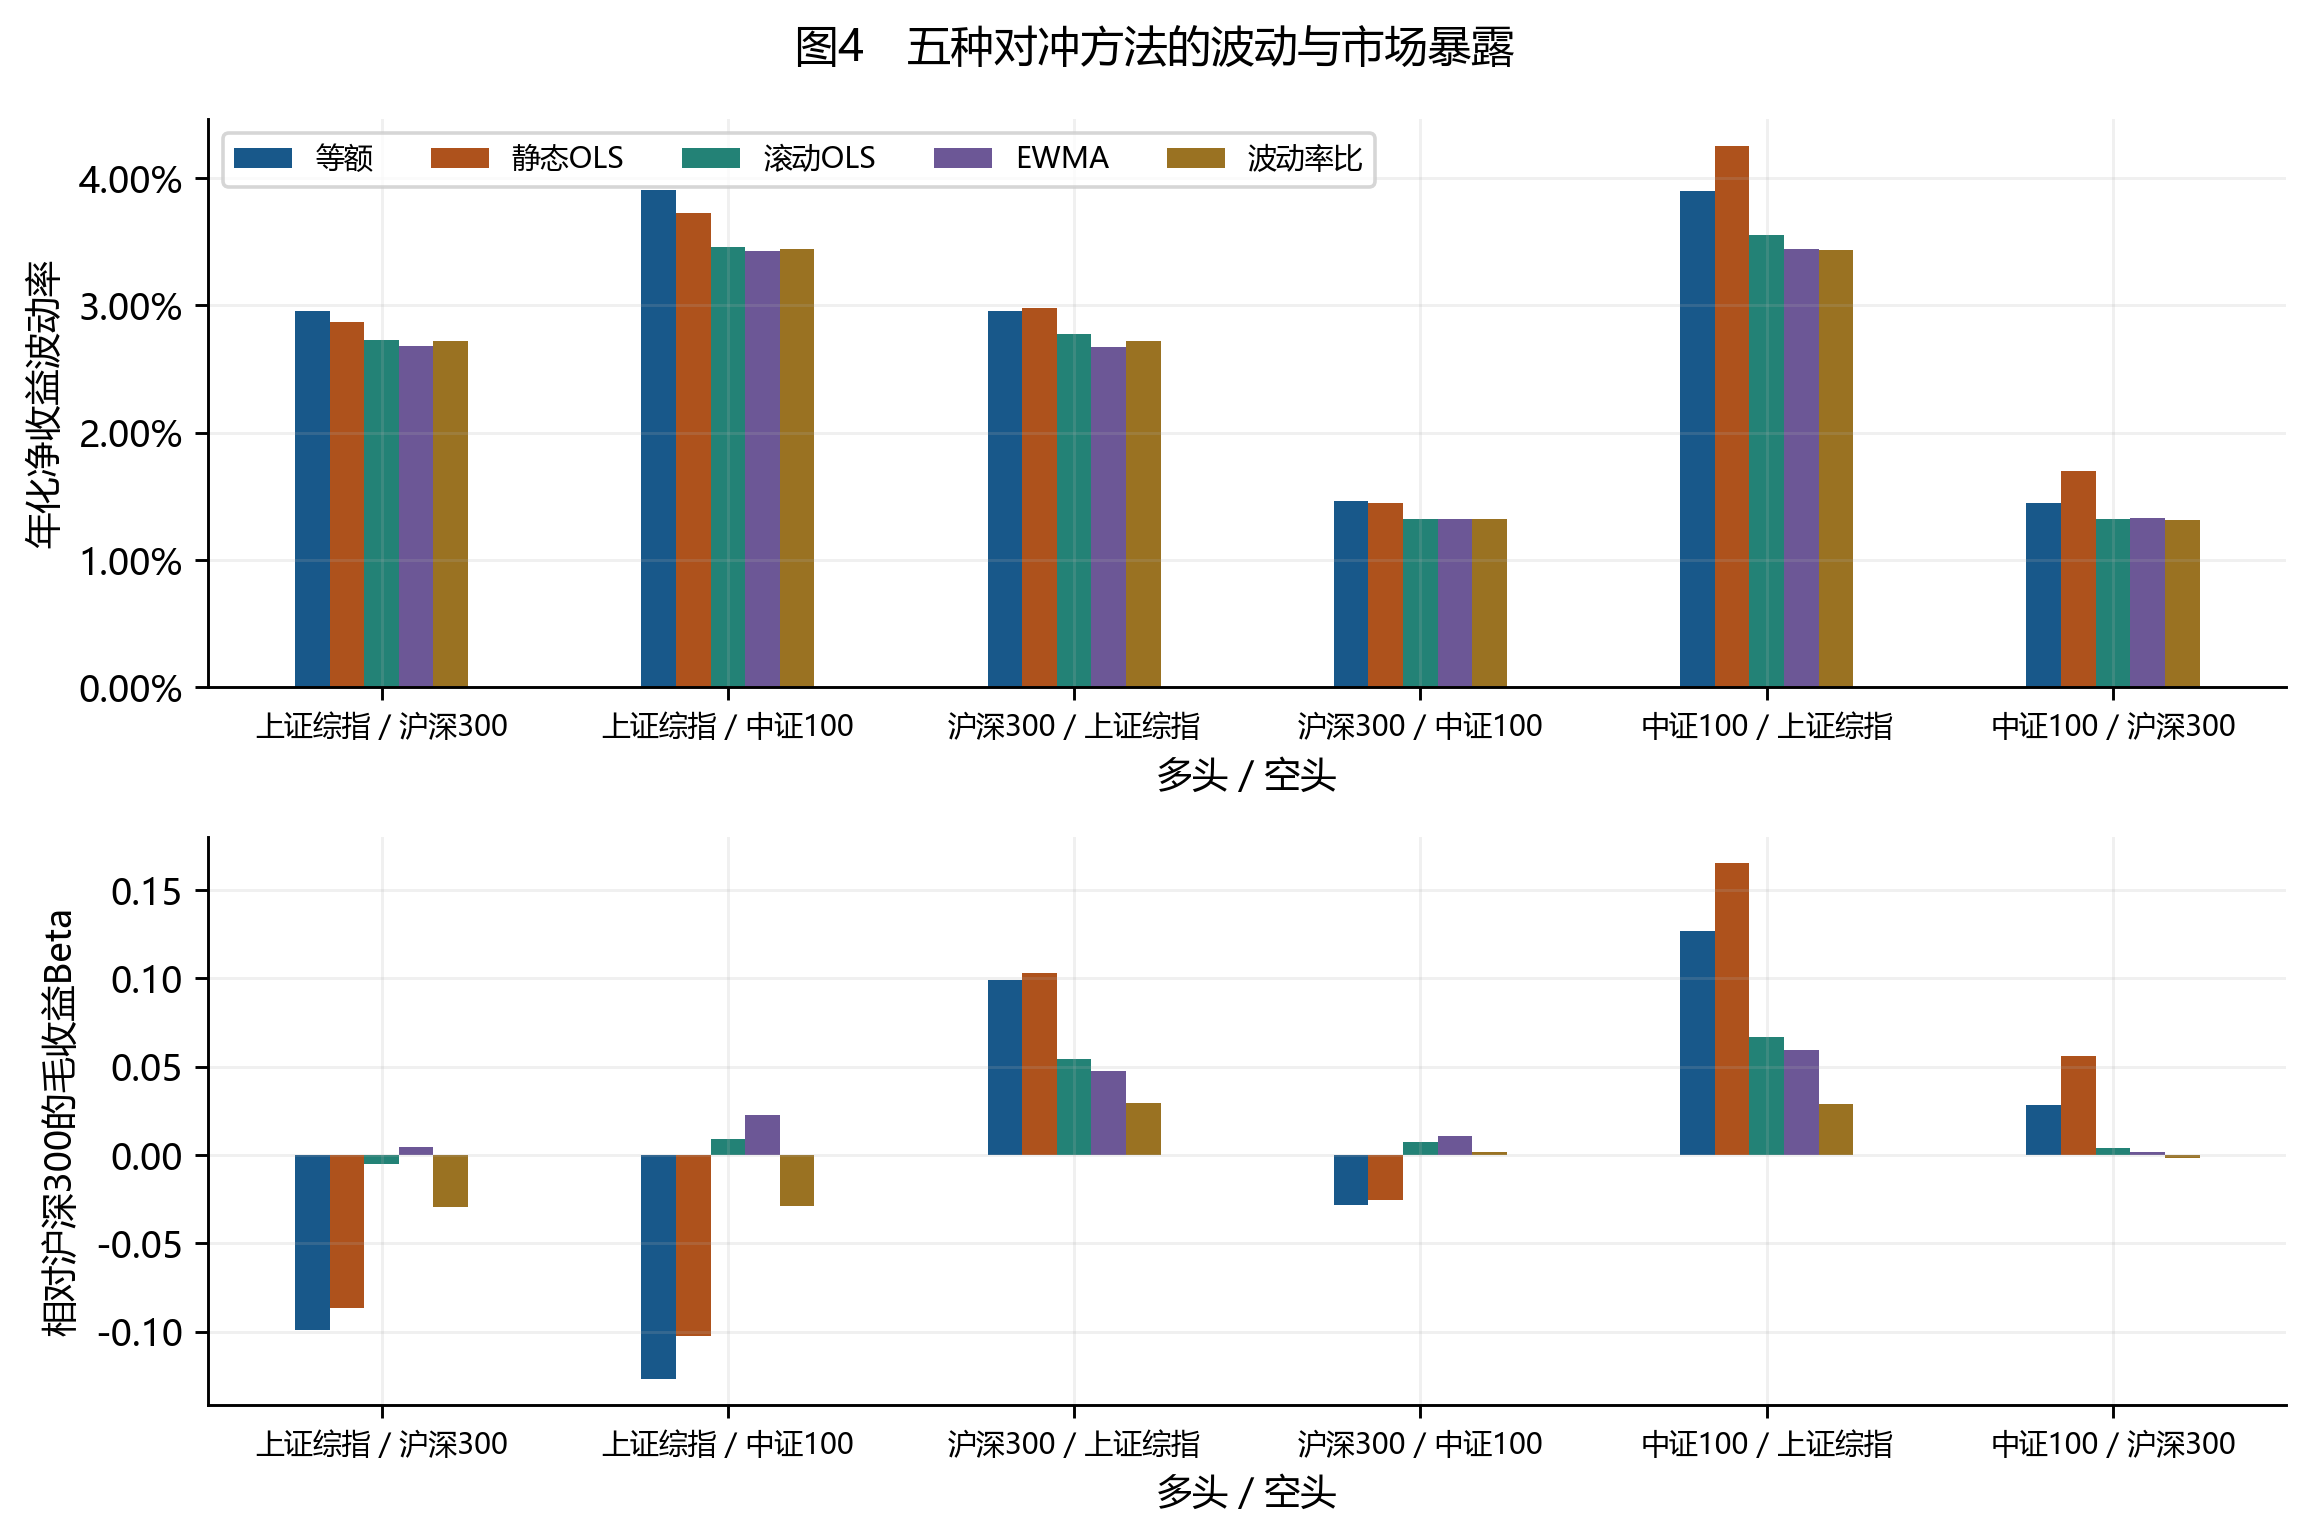 图4 五种对冲方法的波动与市场暴露
等额 静态OLS 滚动OLS EWMA 波动率比
年化净收益波动率
4.00%
3.00%
2.00%
1.00%
0.00%
上证综指 / 沪深300 上证综指 / 中证100 沪深300 / 上证综指 沪深300 / 中证100 中证100 / 上证综指 中证100 / 沪深300
多头 / 空头
相对沪深300的毛收益Beta
0.15
0.10
0.05
0.00
-0.05
-0.10
上证综指 / 沪深300 上证综指 / 中证100 沪深300 / 上证综指 沪深300 / 中证100 中证100 / 上证综指 中证100 / 沪深300
多头 / 空头